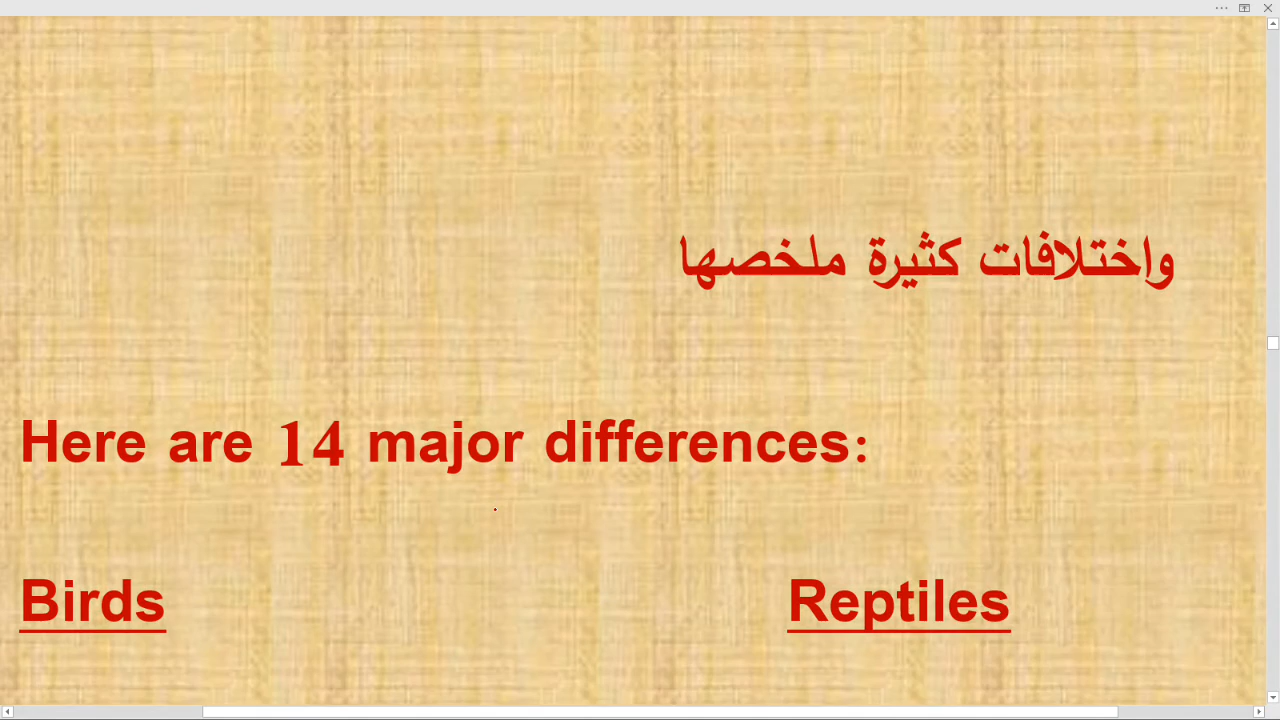 واختلافات كثيرة ملخصها
Here are 14 major differences:
Birds Reptiles